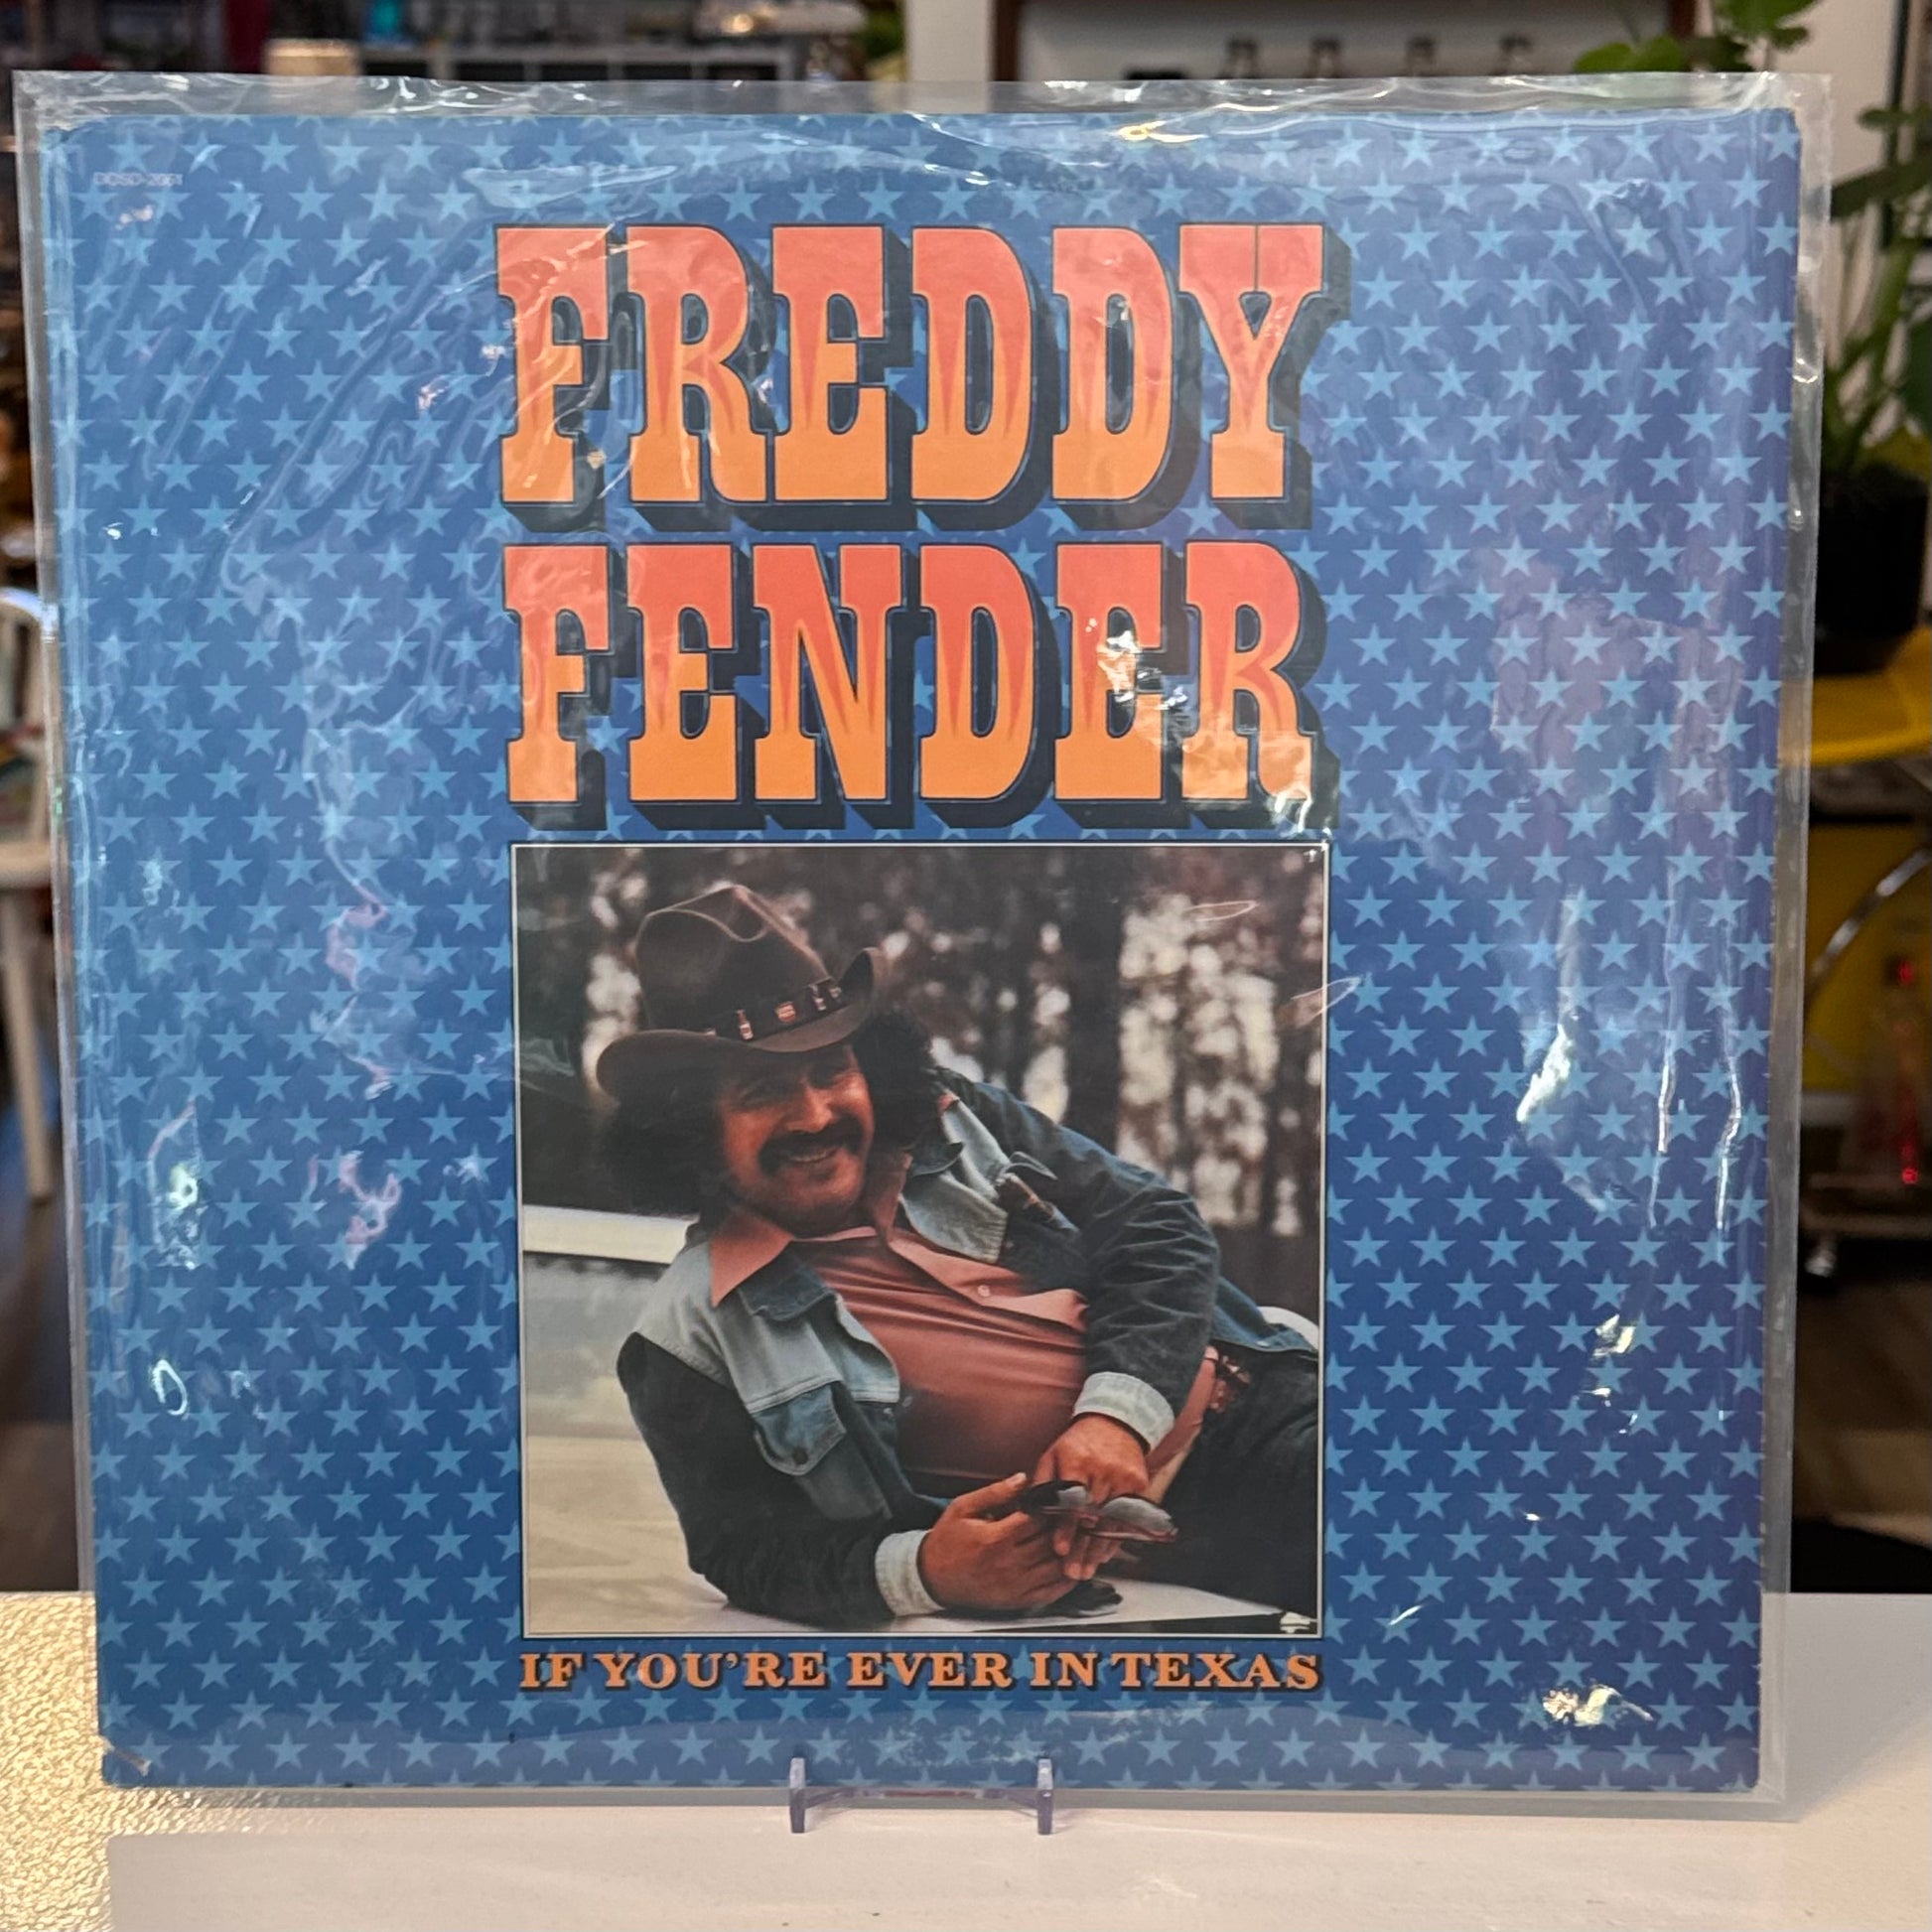 FREDDY
FENDER
IF YOU'RE EVER IN TEXAS